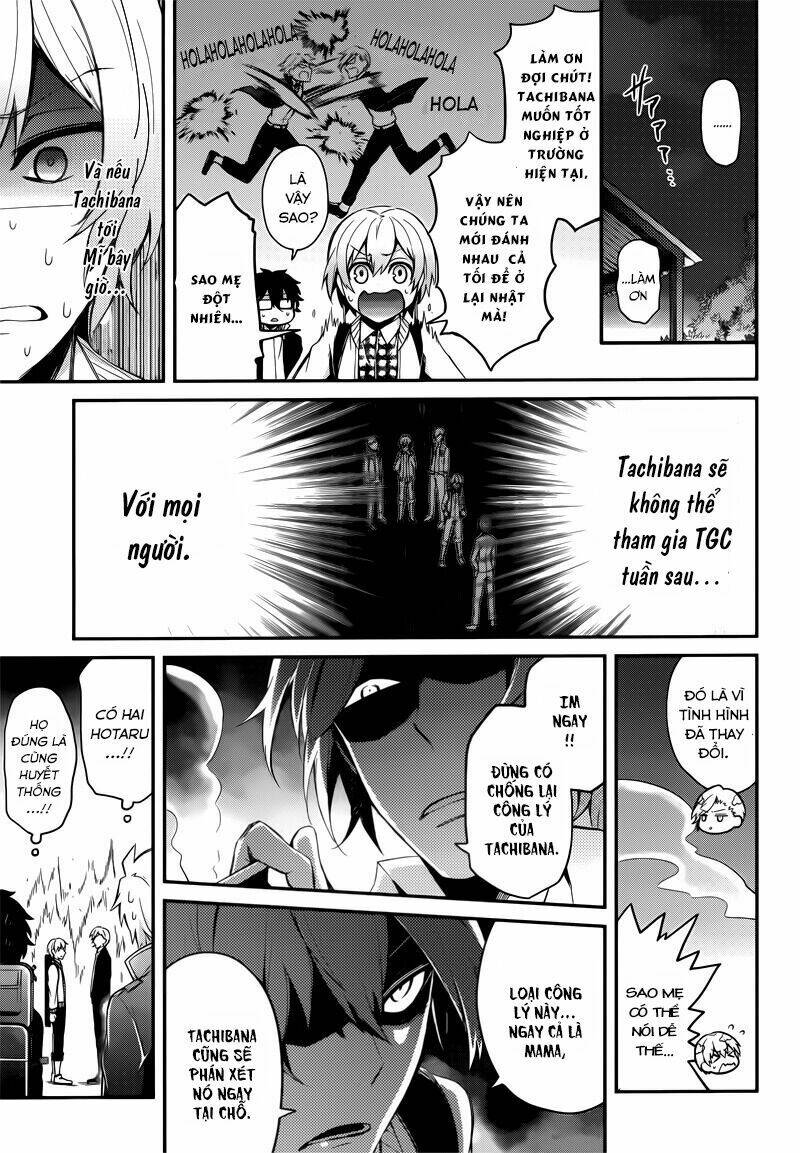 ......
...LÀM
ƠN
LÀM ƠN
ĐỢI CHÚT!
TACHIBANA
MUỐN TỐT
NGHIỆP Ở
TRƯỜNG
HIỆN TẠI.
VẬY NÊN
CHÚNG TA
MỚI ĐÁNH
NHAU CẢ
TỐI ĐỂ Ở
LẠI NHẬT
MÀ!
HOLAHOLAHOLA
HOLA
HOLAHOLAHOLAHOLA
LÀ
VẬY
SAO?
SAO MẸ
ĐỘT
NHIÊN...
Và nếu
Tachibana
tới
Mĩ bây
giờ...
Tachibana sẽ
không thể
tham gia TGC
tuần sau...
Với mọi
người.
ĐÓ LÀ VÌ
TÌNH HÌNH
ĐÃ THAY
ĐỔI.
SAO MẸ
CÓ THỂ
NÓI DỄ
THẾ...
IM
NGAY
!!
ĐỪNG CÓ
CHỐNG LẠI
CÔNG LÝ
CỦA
TACHIBANA.
LOẠI CÔNG
LÝ NÀY...
NGAY CẢ LÀ
MAMA,
TACHIBANA
CŨNG SẼ
PHÁN XÉT
NÓ NGAY
TẠI CHỖ.
CÓ HAI
HOTARU
...!!
HỌ
ĐÚNG LÀ
CÙNG
HUYẾT
THỐNG
...!!